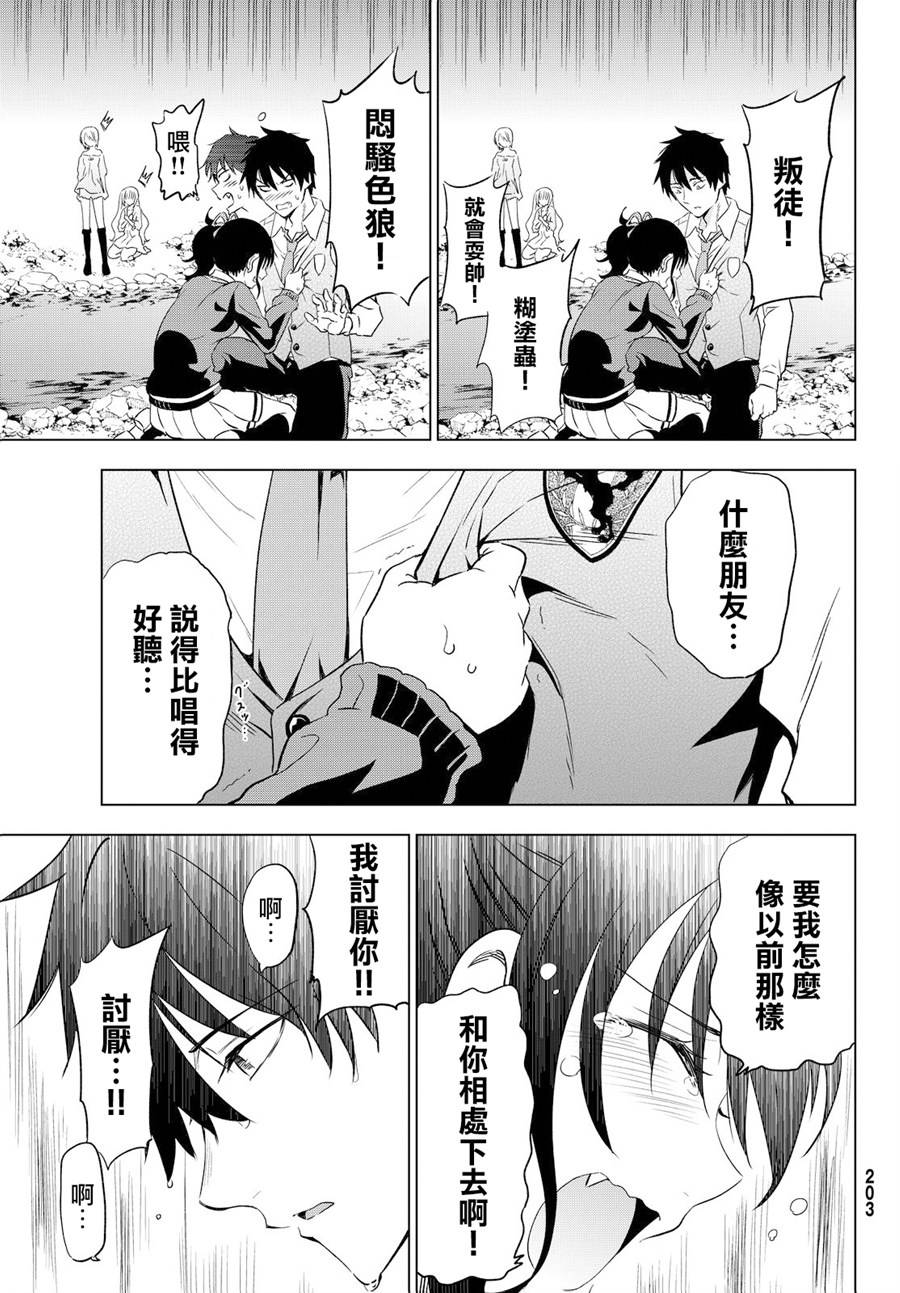 叛徒！
糊塗蟲！
就會耍帥！
悶騷色狼！
喂!!
什麼朋友…
說得比唱得
好聽…
グスッ…
要我怎麼
像以前那樣
和你相處下去啊！
我討厭你!!
啊…
討厭…!!
啊…
203